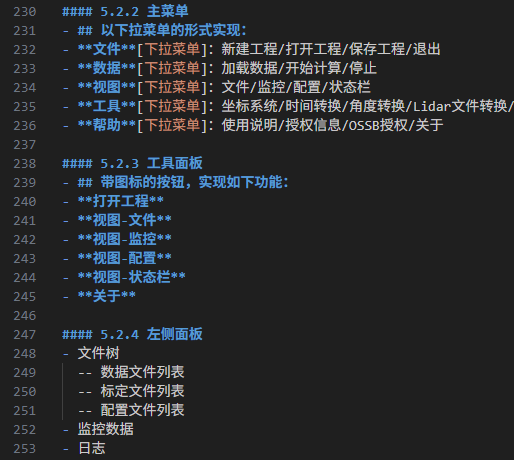 230 #### 5.2.2 主菜单
231 - ## 以下拉菜单的形式实现：
232 - **文件**[下拉菜单]：新建工程/打开工程/保存工程/退出
233 - **数据**[下拉菜单]：加载数据/开始计算/停止
234 - **视图**[下拉菜单]：文件/监控/配置/状态栏
235 - **工具**[下拉菜单]：坐标系统/时间转换/角度转换/Lidar文件转换/
236 - **帮助**[下拉菜单]：使用说明/授权信息/OSSB授权/关于
237
238 #### 5.2.3 工具面板
239 - ## 带图标的按钮，实现如下功能：
240 - **打开工程**
241 - **视图-文件**
242 - **视图-监控**
243 - **视图-配置**
244 - **视图-状态栏**
245 - **关于**
246
247 #### 5.2.4 左侧面板
248 - 文件树
249 -- 数据文件列表
250 -- 标定文件列表
251 -- 配置文件列表
252 - 监控数据
253 - 日志